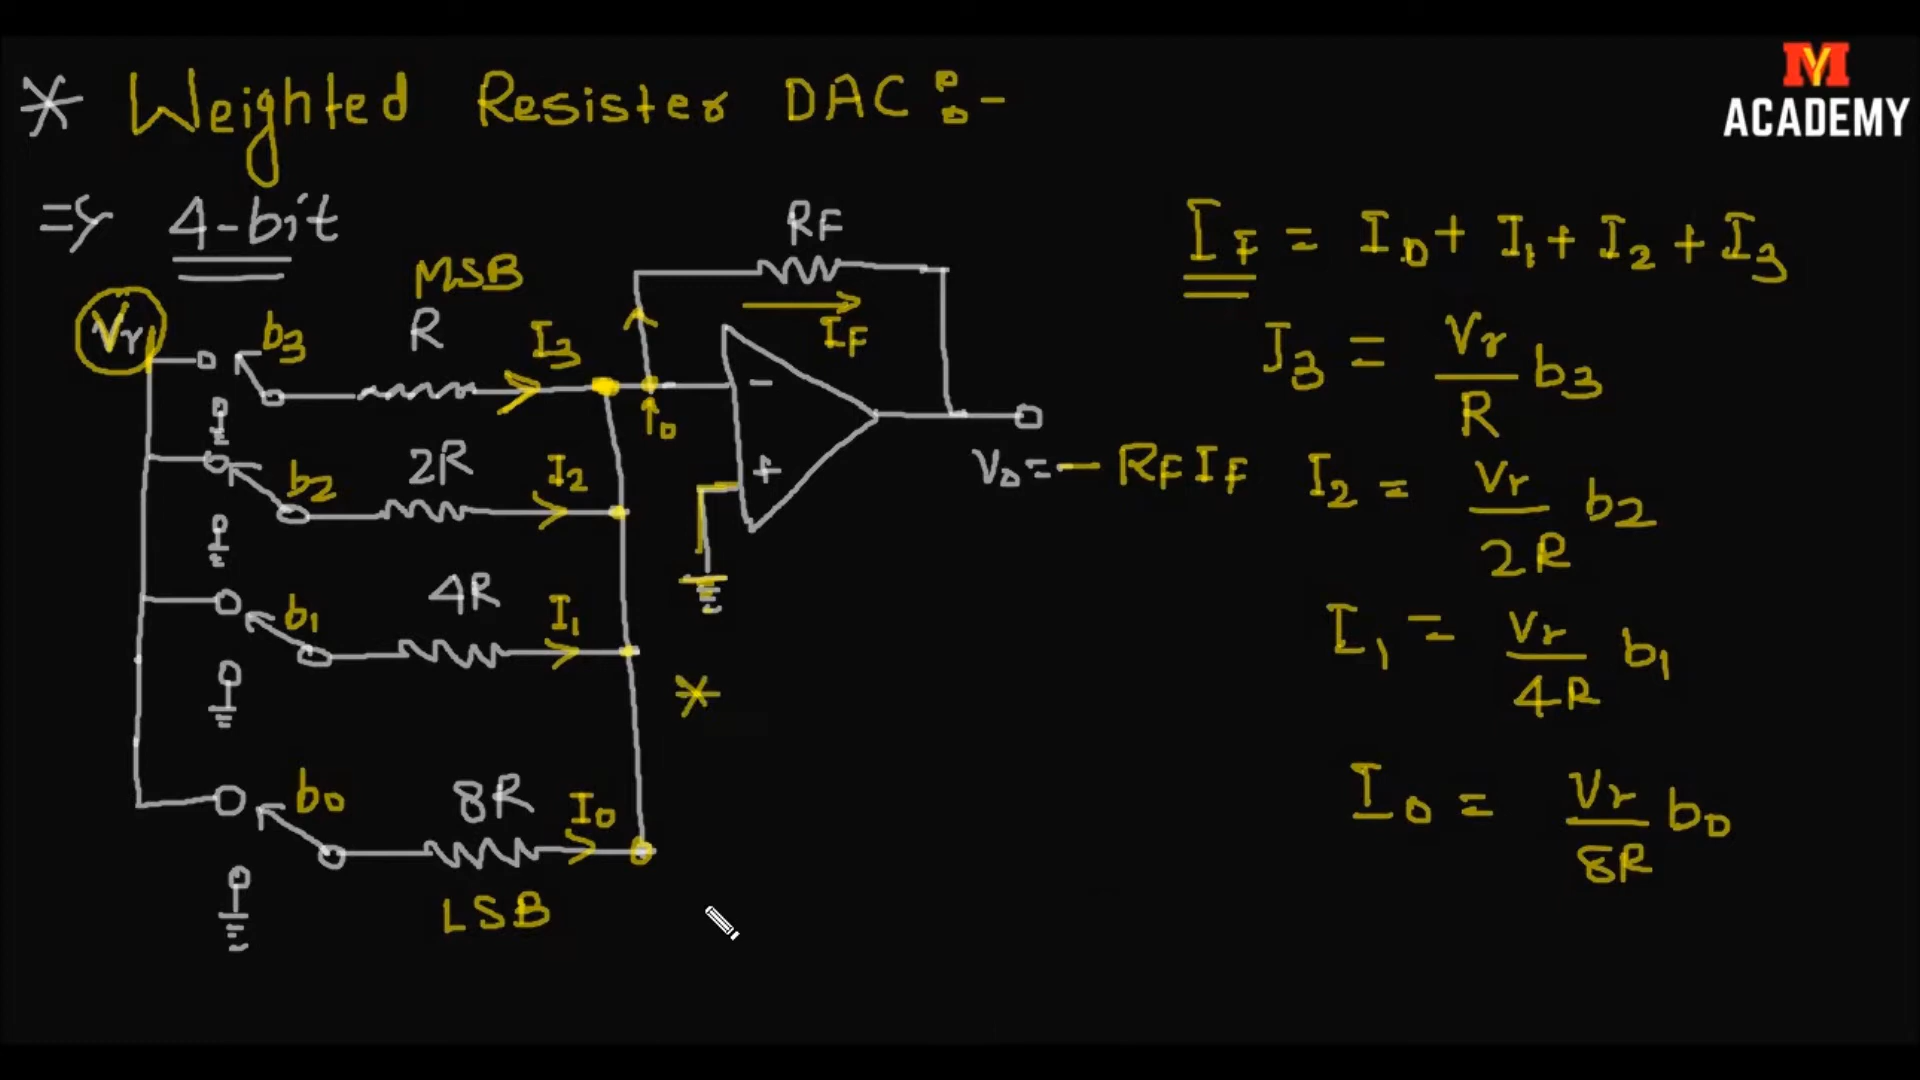 * Weighted Resister DAC :-
M
ACADEMY
=> 4-bit
MSB
RF
Vr
b3
R
I3
IF
-
I0
b2
2R
I2
+
V0 = - RF IF
b1
4R
I1
*
b0
8R
I0
LSB
IF = I0 + I1 + I2 + I3
I3 = Vr/R b3
I2 = Vr/2R b2
I1 = Vr/4R b1
I0 = Vr/8R b0